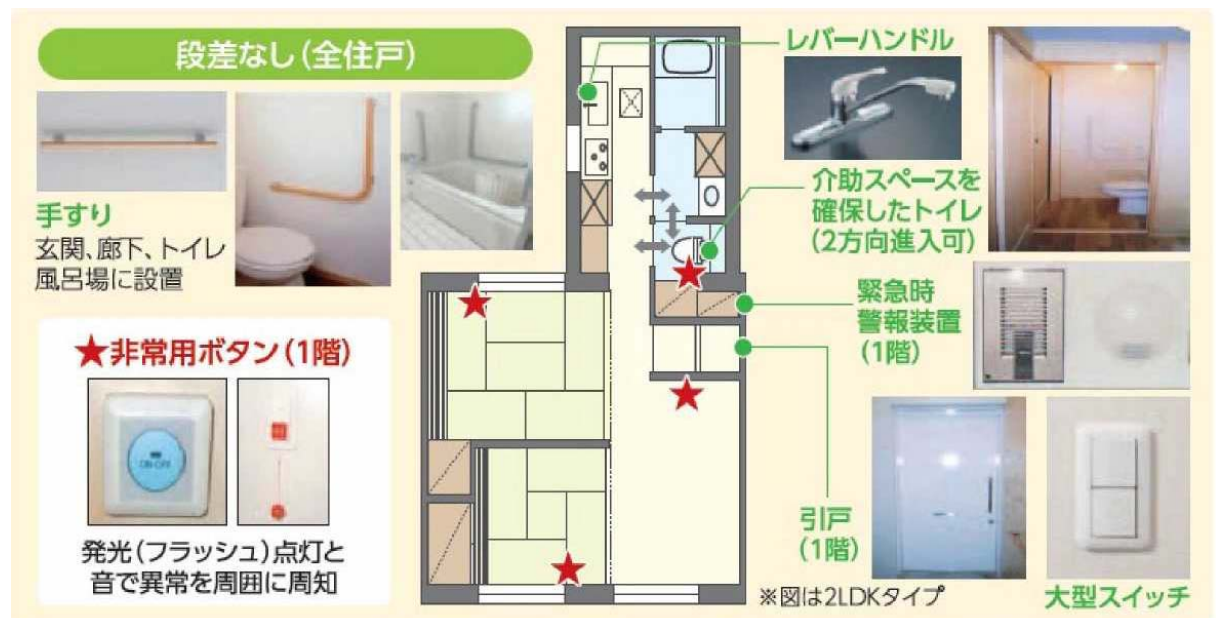 段差なし（全住戸）
手すり
玄関、廊下、トイレ
風呂場に設置
★非常用ボタン（1階）
ON・OFF
発光（フラッシュ）点灯と
音で異常を周囲に周知
レバーハンドル
介助スペースを
確保したトイレ
（2方向進入可）
緊急時
警報装置
（1階）
引戸
（1階）
※図は2LDKタイプ
大型スイッチ